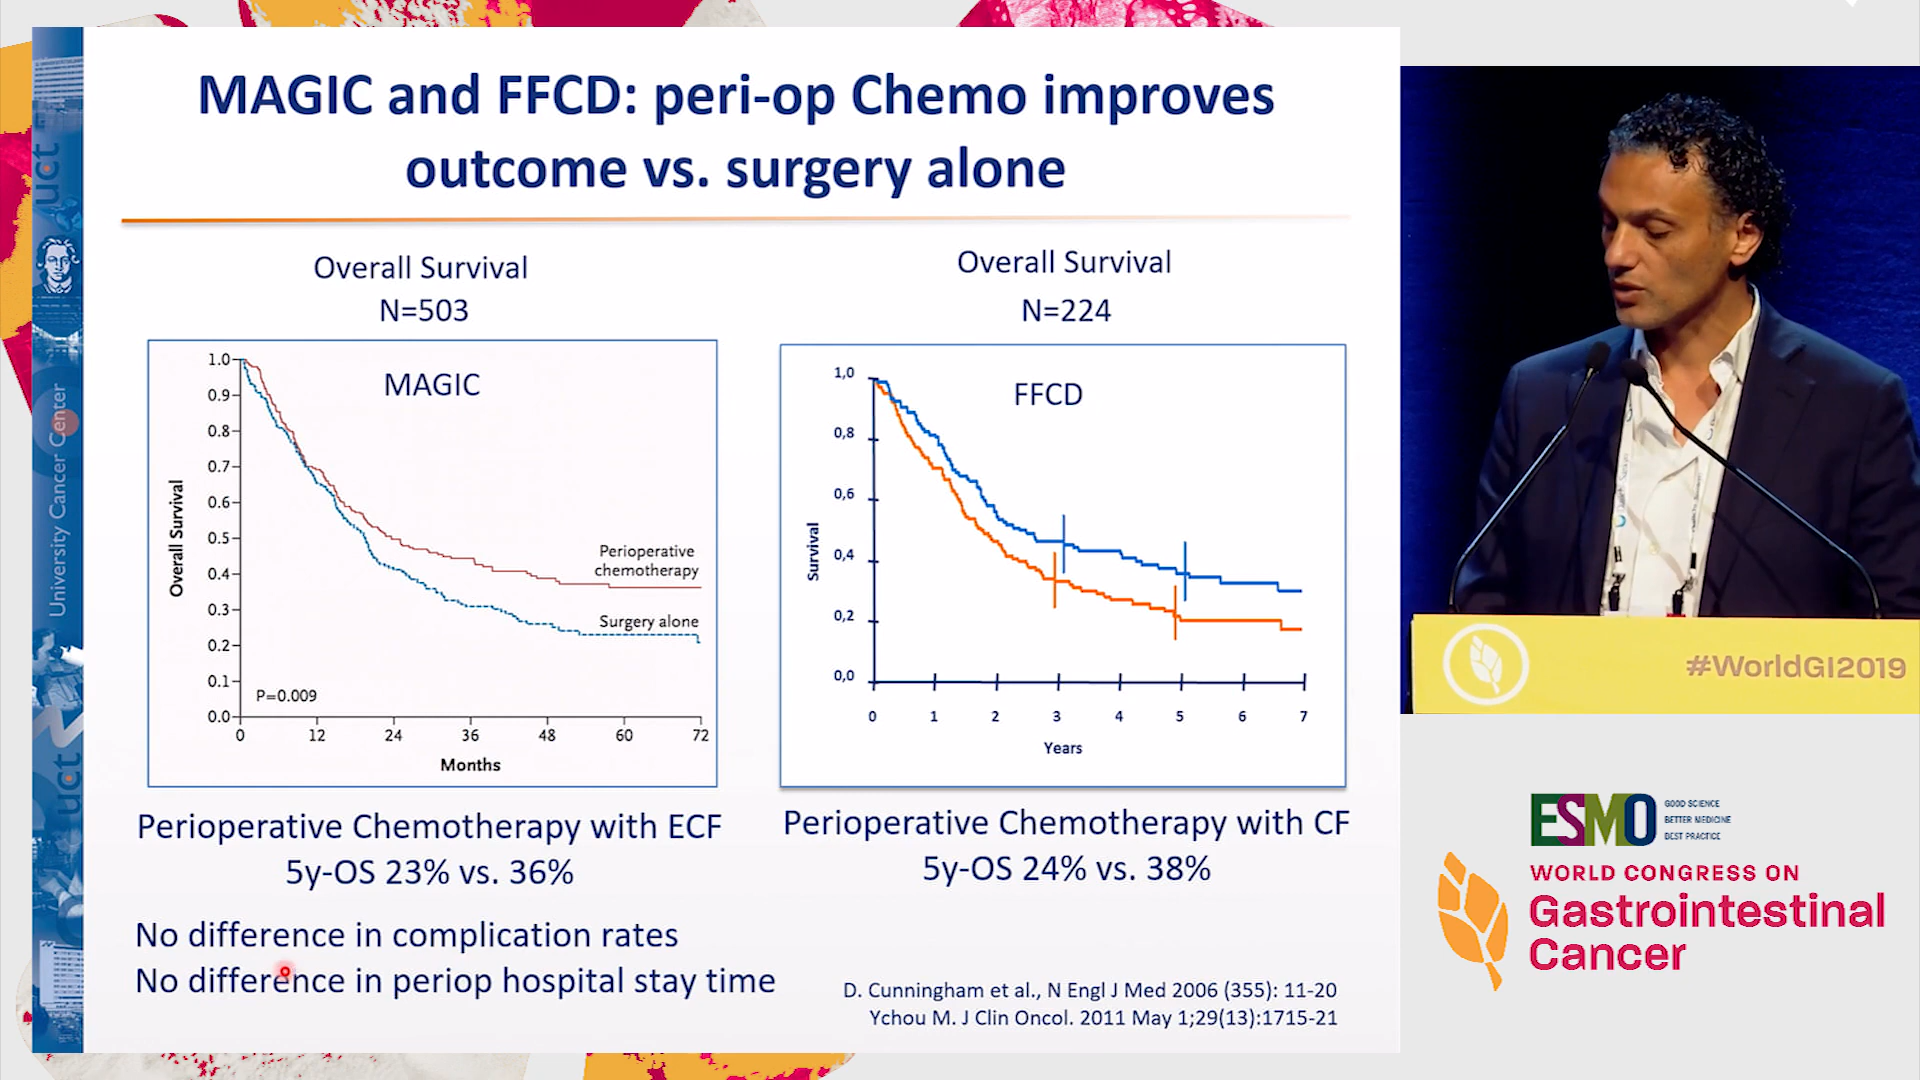 MAGIC and FFCD: peri-op Chemo improves
outcome vs. surgery alone
Overall Survival
N=503
MAGIC
1.0
0.9
0.8
0.7
0.6
0.5
0.4
0.3
0.2
0.1
0.0
Overall Survival
Perioperative
chemotherapy
Surgery alone
P=0.009
0 12 24 36 48 60 72
Months
Perioperative Chemotherapy with ECF
5y-OS 23% vs. 36%
No difference in complication rates
No difference in periop hospital stay time
Overall Survival
N=224
FFCD
1,0
0,8
0,6
0,4
0,2
0,0
Survival
0 1 2 3 4 5 6 7
Years
Perioperative Chemotherapy with CF
5y-OS 24% vs. 38%
D. Cunningham et al., N Engl J Med 2006 (355): 11-20
Ychou M. J Clin Oncol. 2011 May 1;29(13):1715-21
uct
University Cancer Center
uct
#WorldGI2019
ESMO
GOOD SCIENCE
BETTER MEDICINE
BEST PRACTICE
WORLD CONGRESS ON
Gastrointestinal
Cancer